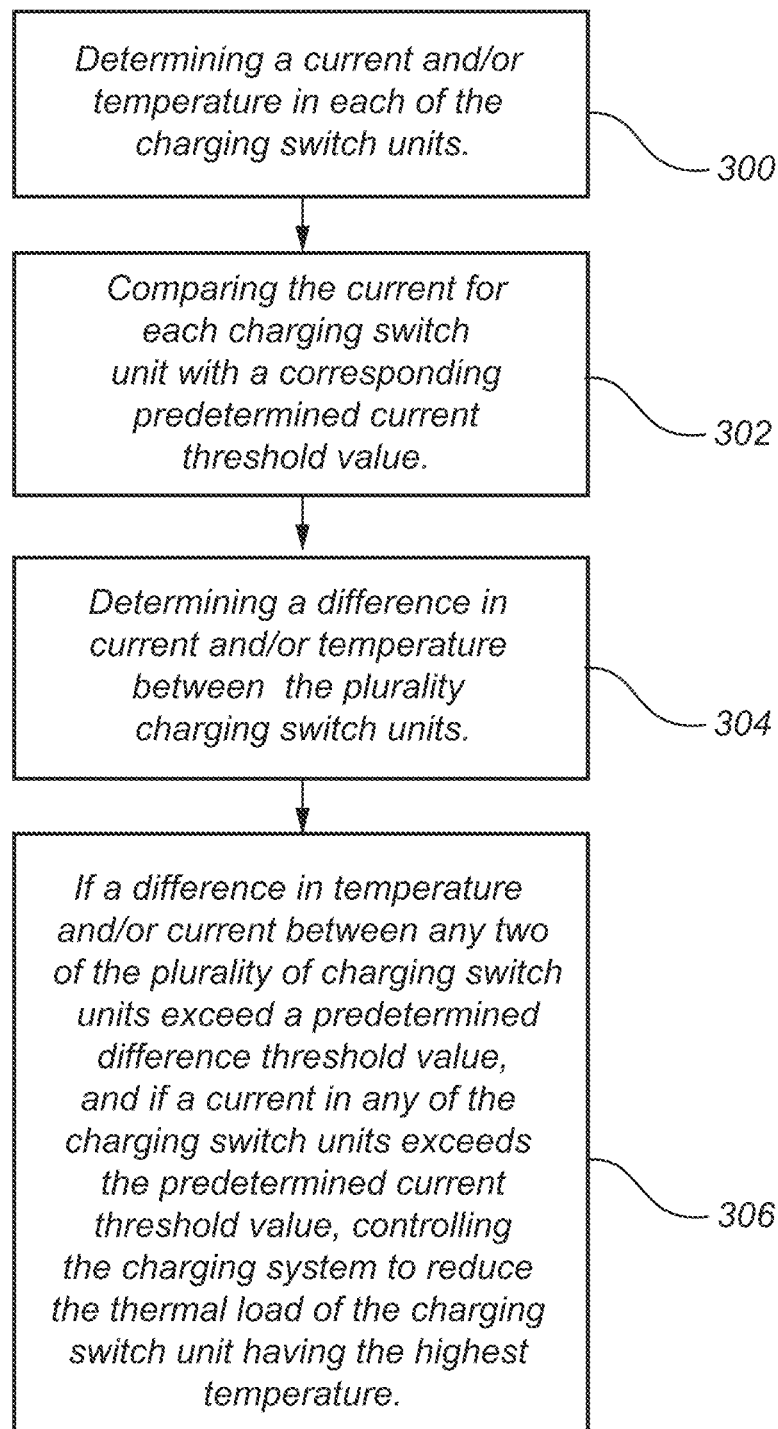 Determining a current and/or
temperature in each of the
charging switch units.
300
Comparing the current for
each charging switch
unit with a corresponding
predetermined current
threshold value.
302
Determining a difference in
current and/or temperature
between the plurality
charging switch units.
304
If a difference in temperature
and/or current between any two
of the plurality of charging switch
units exceed a predetermined
difference threshold value,
and if a current in any of the
charging switch units exceeds
the predetermined current
threshold value, controlling
the charging system to reduce
the thermal load of the charging
switch unit having the highest
temperature.
306